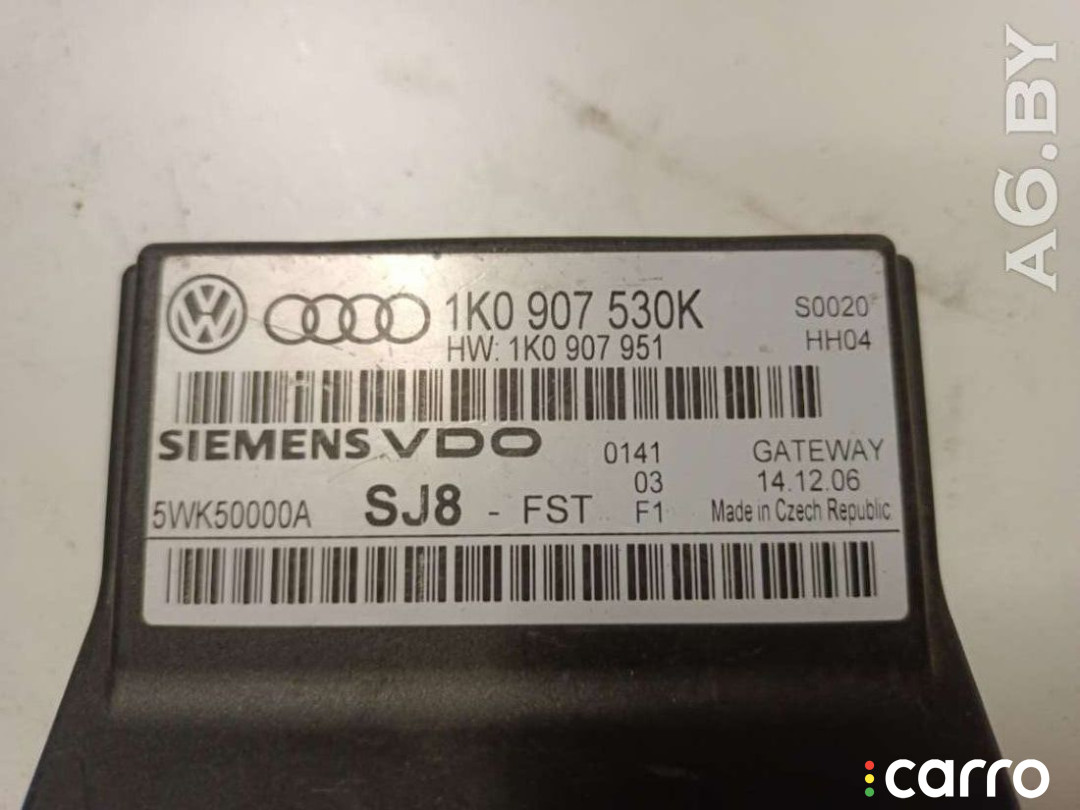 A6.BY
1K0 907 530K
S0020
HW: 1K0 907 951
HH04
SIEMENS VDO
0141
GATEWAY
03
14.12.06
5WK50000A
SJ8 - FST
F1
Made in Czech Republic
carro